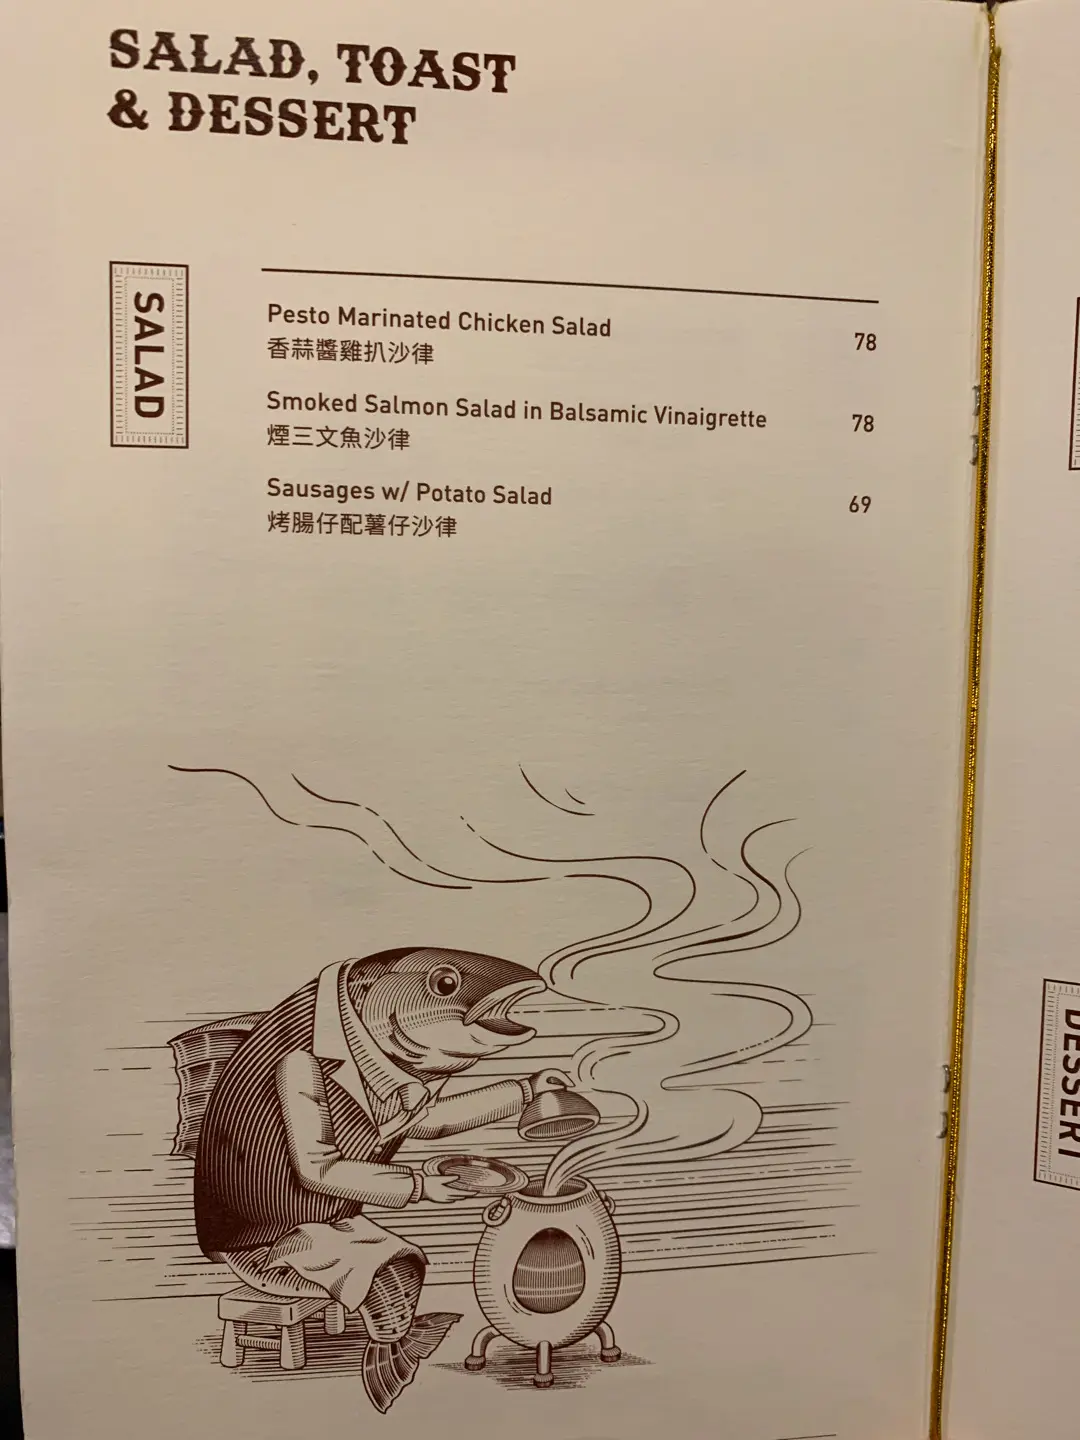 SALAD, TOAST
& DESSERT
SALAD
Pesto Marinated Chicken Salad 78
香蒜醬雞扒沙律
Smoked Salmon Salad in Balsamic Vinaigrette 78
煙三文魚沙律
Sausages w/ Potato Salad 69
烤腸仔配薯仔沙律
DESSERT